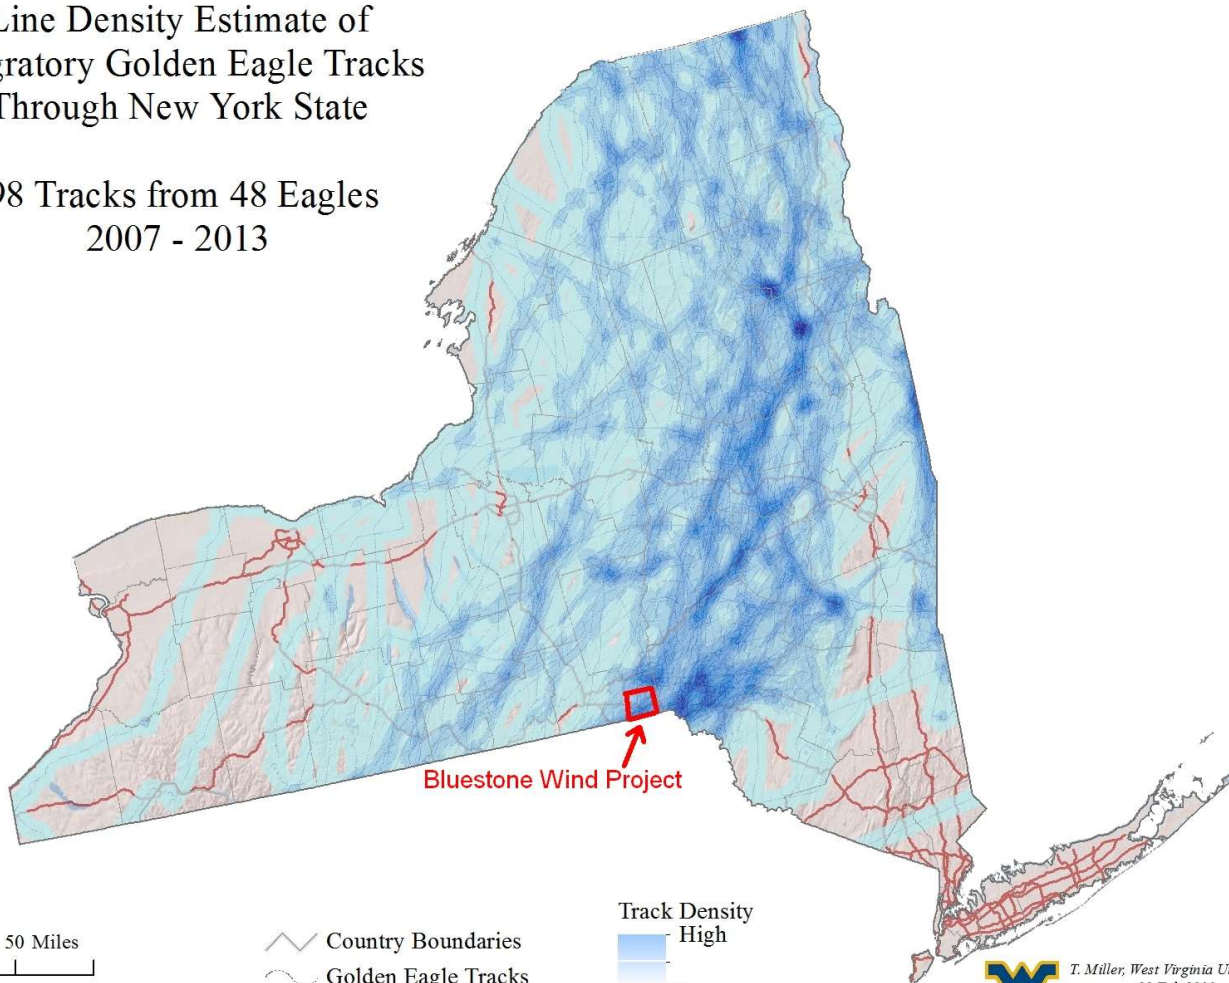 Line Density Estimate of
gratory Golden Eagle Tracks
Through New York State
98 Tracks from 48 Eagles
2007 - 2013
Bluestone Wind Project
50 Miles
Country Boundaries
Golden Eagle Tracks
Track Density
High
T. Miller, West Virginia U